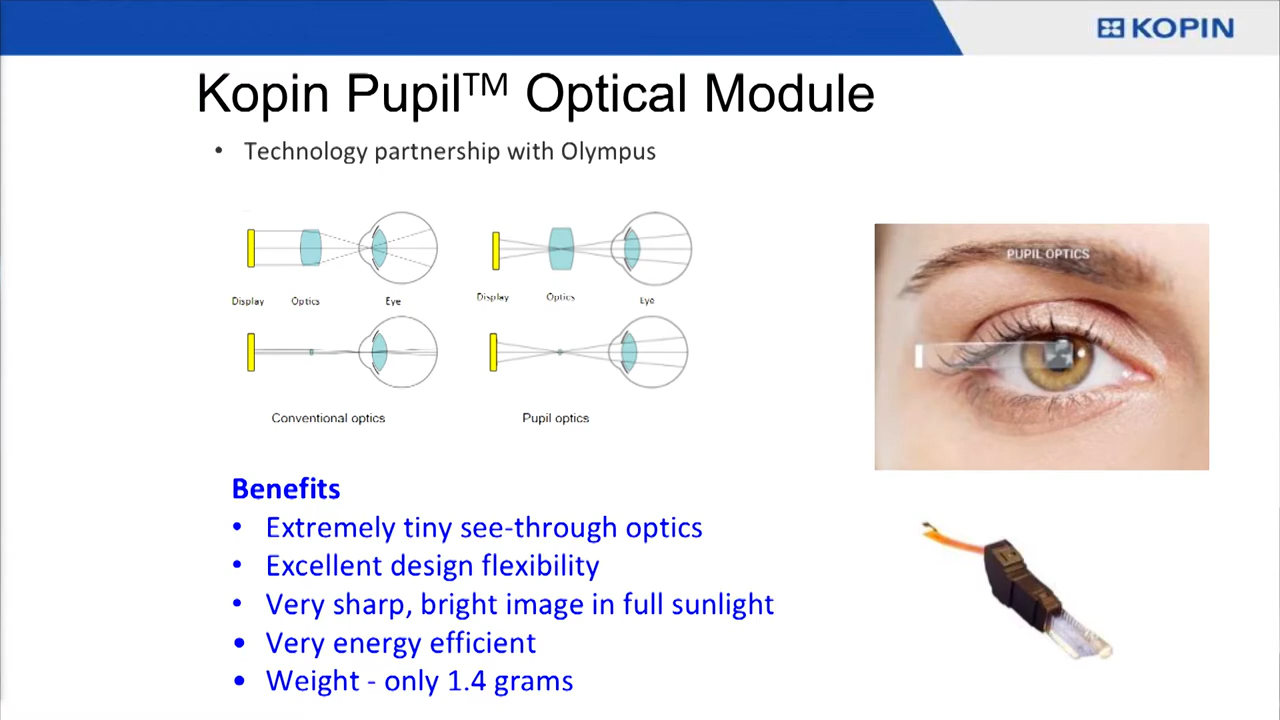 KOPIN
Kopin Pupil™ Optical Module
• Technology partnership with Olympus
Display Optics Eye
Display Optics Eye
Conventional optics
Pupil optics
PUPIL OPTICS
Benefits
• Extremely tiny see-through optics
• Excellent design flexibility
• Very sharp, bright image in full sunlight
• Very energy efficient
• Weight - only 1.4 grams